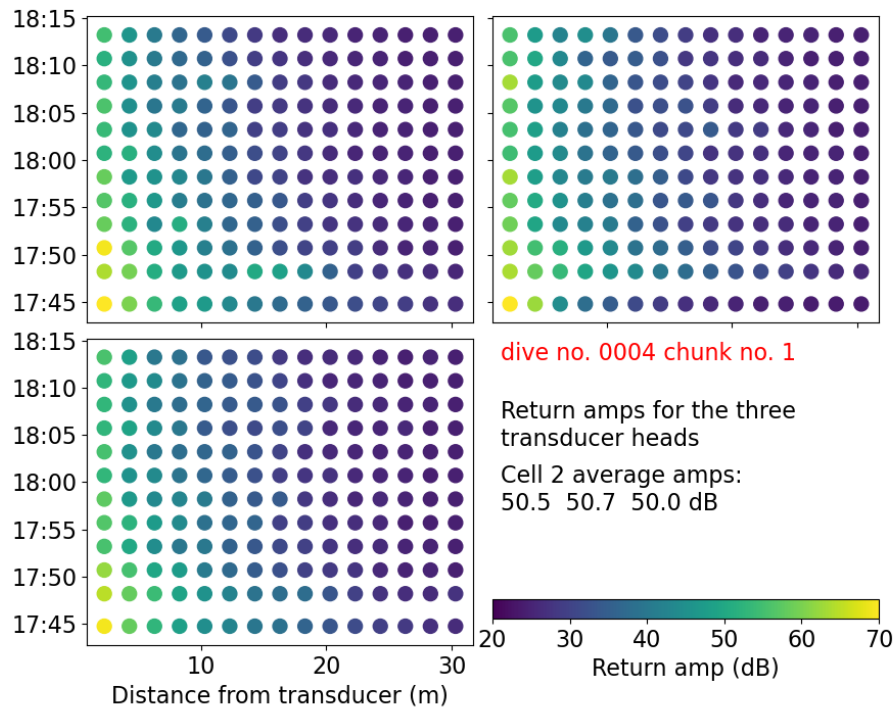 18:15
18:10
18:05
18:00
17:55
17:50
17:45
18:15
18:10
18:05
18:00
17:55
17:50
17:45
10 20 30
Distance from transducer (m)
dive no. 0004 chunk no. 1
Return amps for the three
transducer heads
Cell 2 average amps:
50.5 50.7 50.0 dB
20 30 40 50 60 70
Return amp (dB)